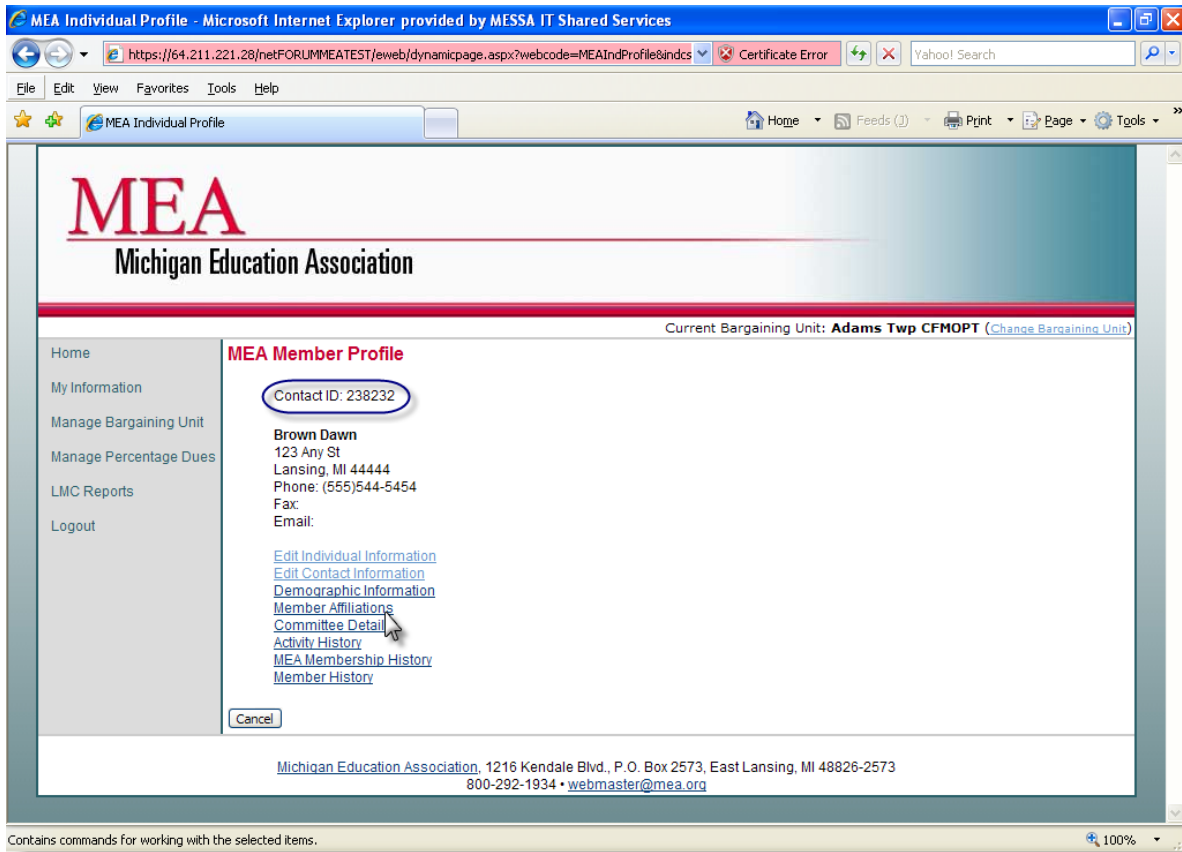 MEA Individual Profile - Microsoft Internet Explorer provided by MESSA IT Shared Services
https://64.211.221.28/netFORUMMEATEST/eweb/dynamicpage.aspx?webcode=MEAIndProfile&indcs Certificate Error Yahoo! Search
File Edit View Favorites Tools Help
MEA Individual Profile Home Feeds (J) Print Page Tools »
MEA
Michigan Education Association
Current Bargaining Unit: Adams Twp CFMOPT (Change Bargaining Unit)
Home
My Information
Manage Bargaining Unit
Manage Percentage Dues
LMC Reports
Logout
MEA Member Profile
Contact ID: 238232
Brown Dawn
123 Any St
Lansing, MI 44444
Phone: (555)544-5454
Fax:
Email:
Edit Individual Information
Edit Contact Information
Demographic Information
Member Affiliations
Committee Detail
Activity History
MEA Membership History
Member History
Cancel
Michigan Education Association, 1216 Kendale Blvd., P.O. Box 2573, East Lansing, MI 48826-2573
800-292-1934 • webmaster@mea.org
Contains commands for working with the selected items. 100%